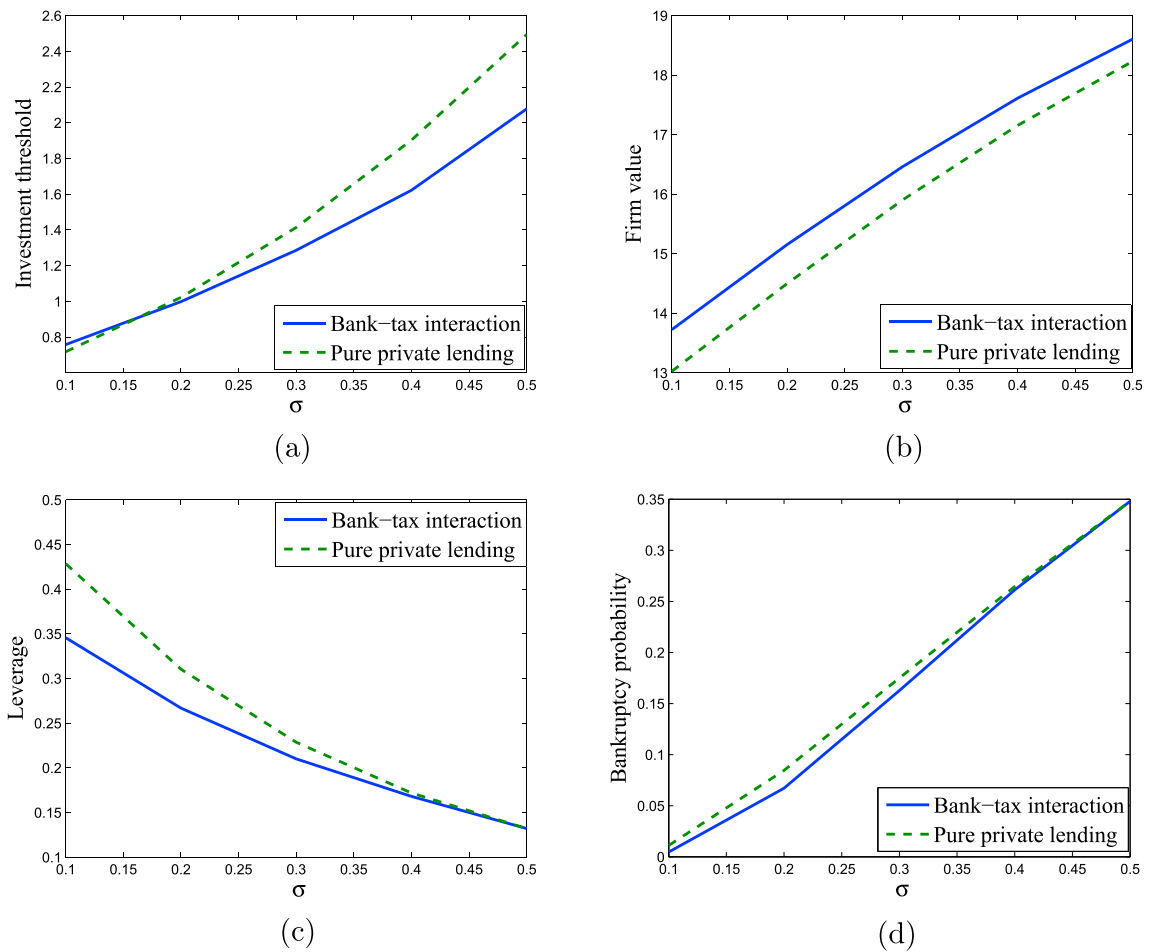 2.6
2.4
2.2
2
1.8
1.6
1.4
1.2
1
0.8
Investment threshold
0.1 0.15 0.2 0.25 0.3 0.35 0.4 0.45 0.5
σ
Bank−tax interaction
Pure private lending
(a)
19
18
17
16
15
14
13
Firm value
0.1 0.15 0.2 0.25 0.3 0.35 0.4 0.45 0.5
σ
Bank−tax interaction
Pure private lending
(b)
0.5
0.45
0.4
0.35
0.3
0.25
0.2
0.15
0.1
Leverage
0.1 0.15 0.2 0.25 0.3 0.35 0.4 0.45 0.5
σ
Bank−tax interaction
Pure private lending
(c)
0.35
0.3
0.25
0.2
0.15
0.1
0.05
0
Bankruptcy probability
0.1 0.15 0.2 0.25 0.3 0.35 0.4 0.45 0.5
σ
Bank−tax interaction
Pure private lending
(d)